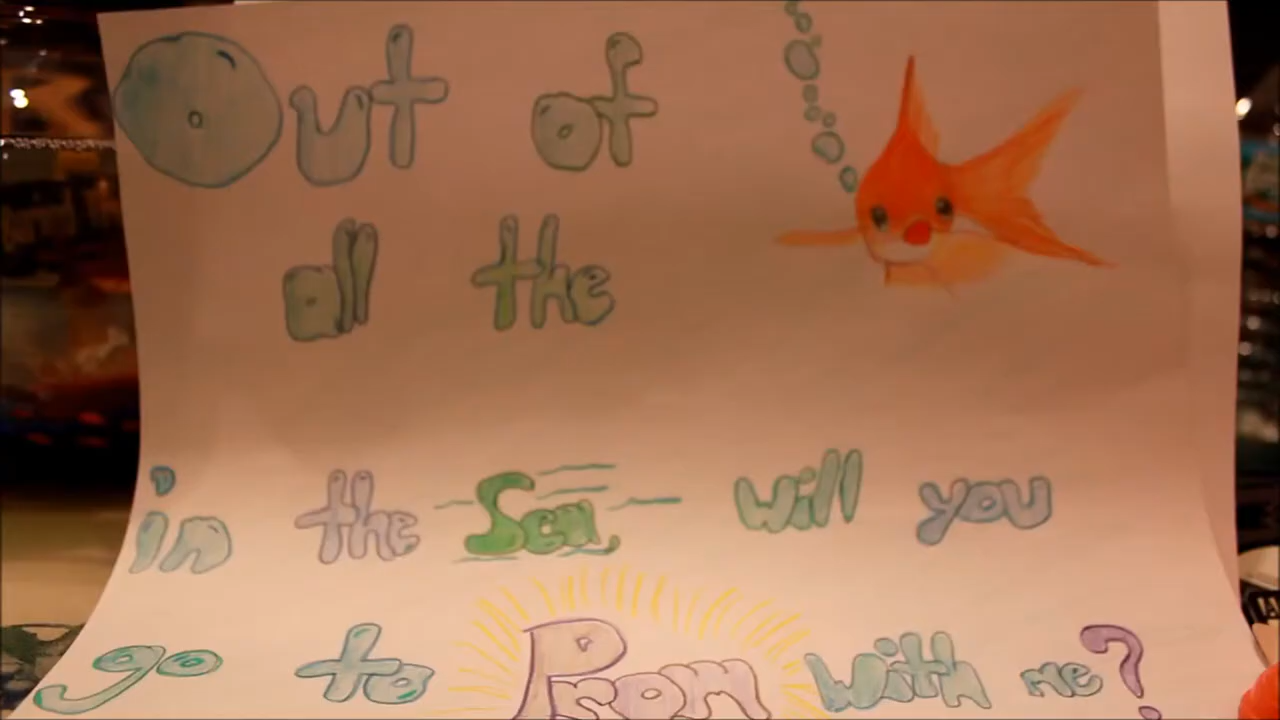 Out of
all the
in the Sea will you
go to Prom with me?